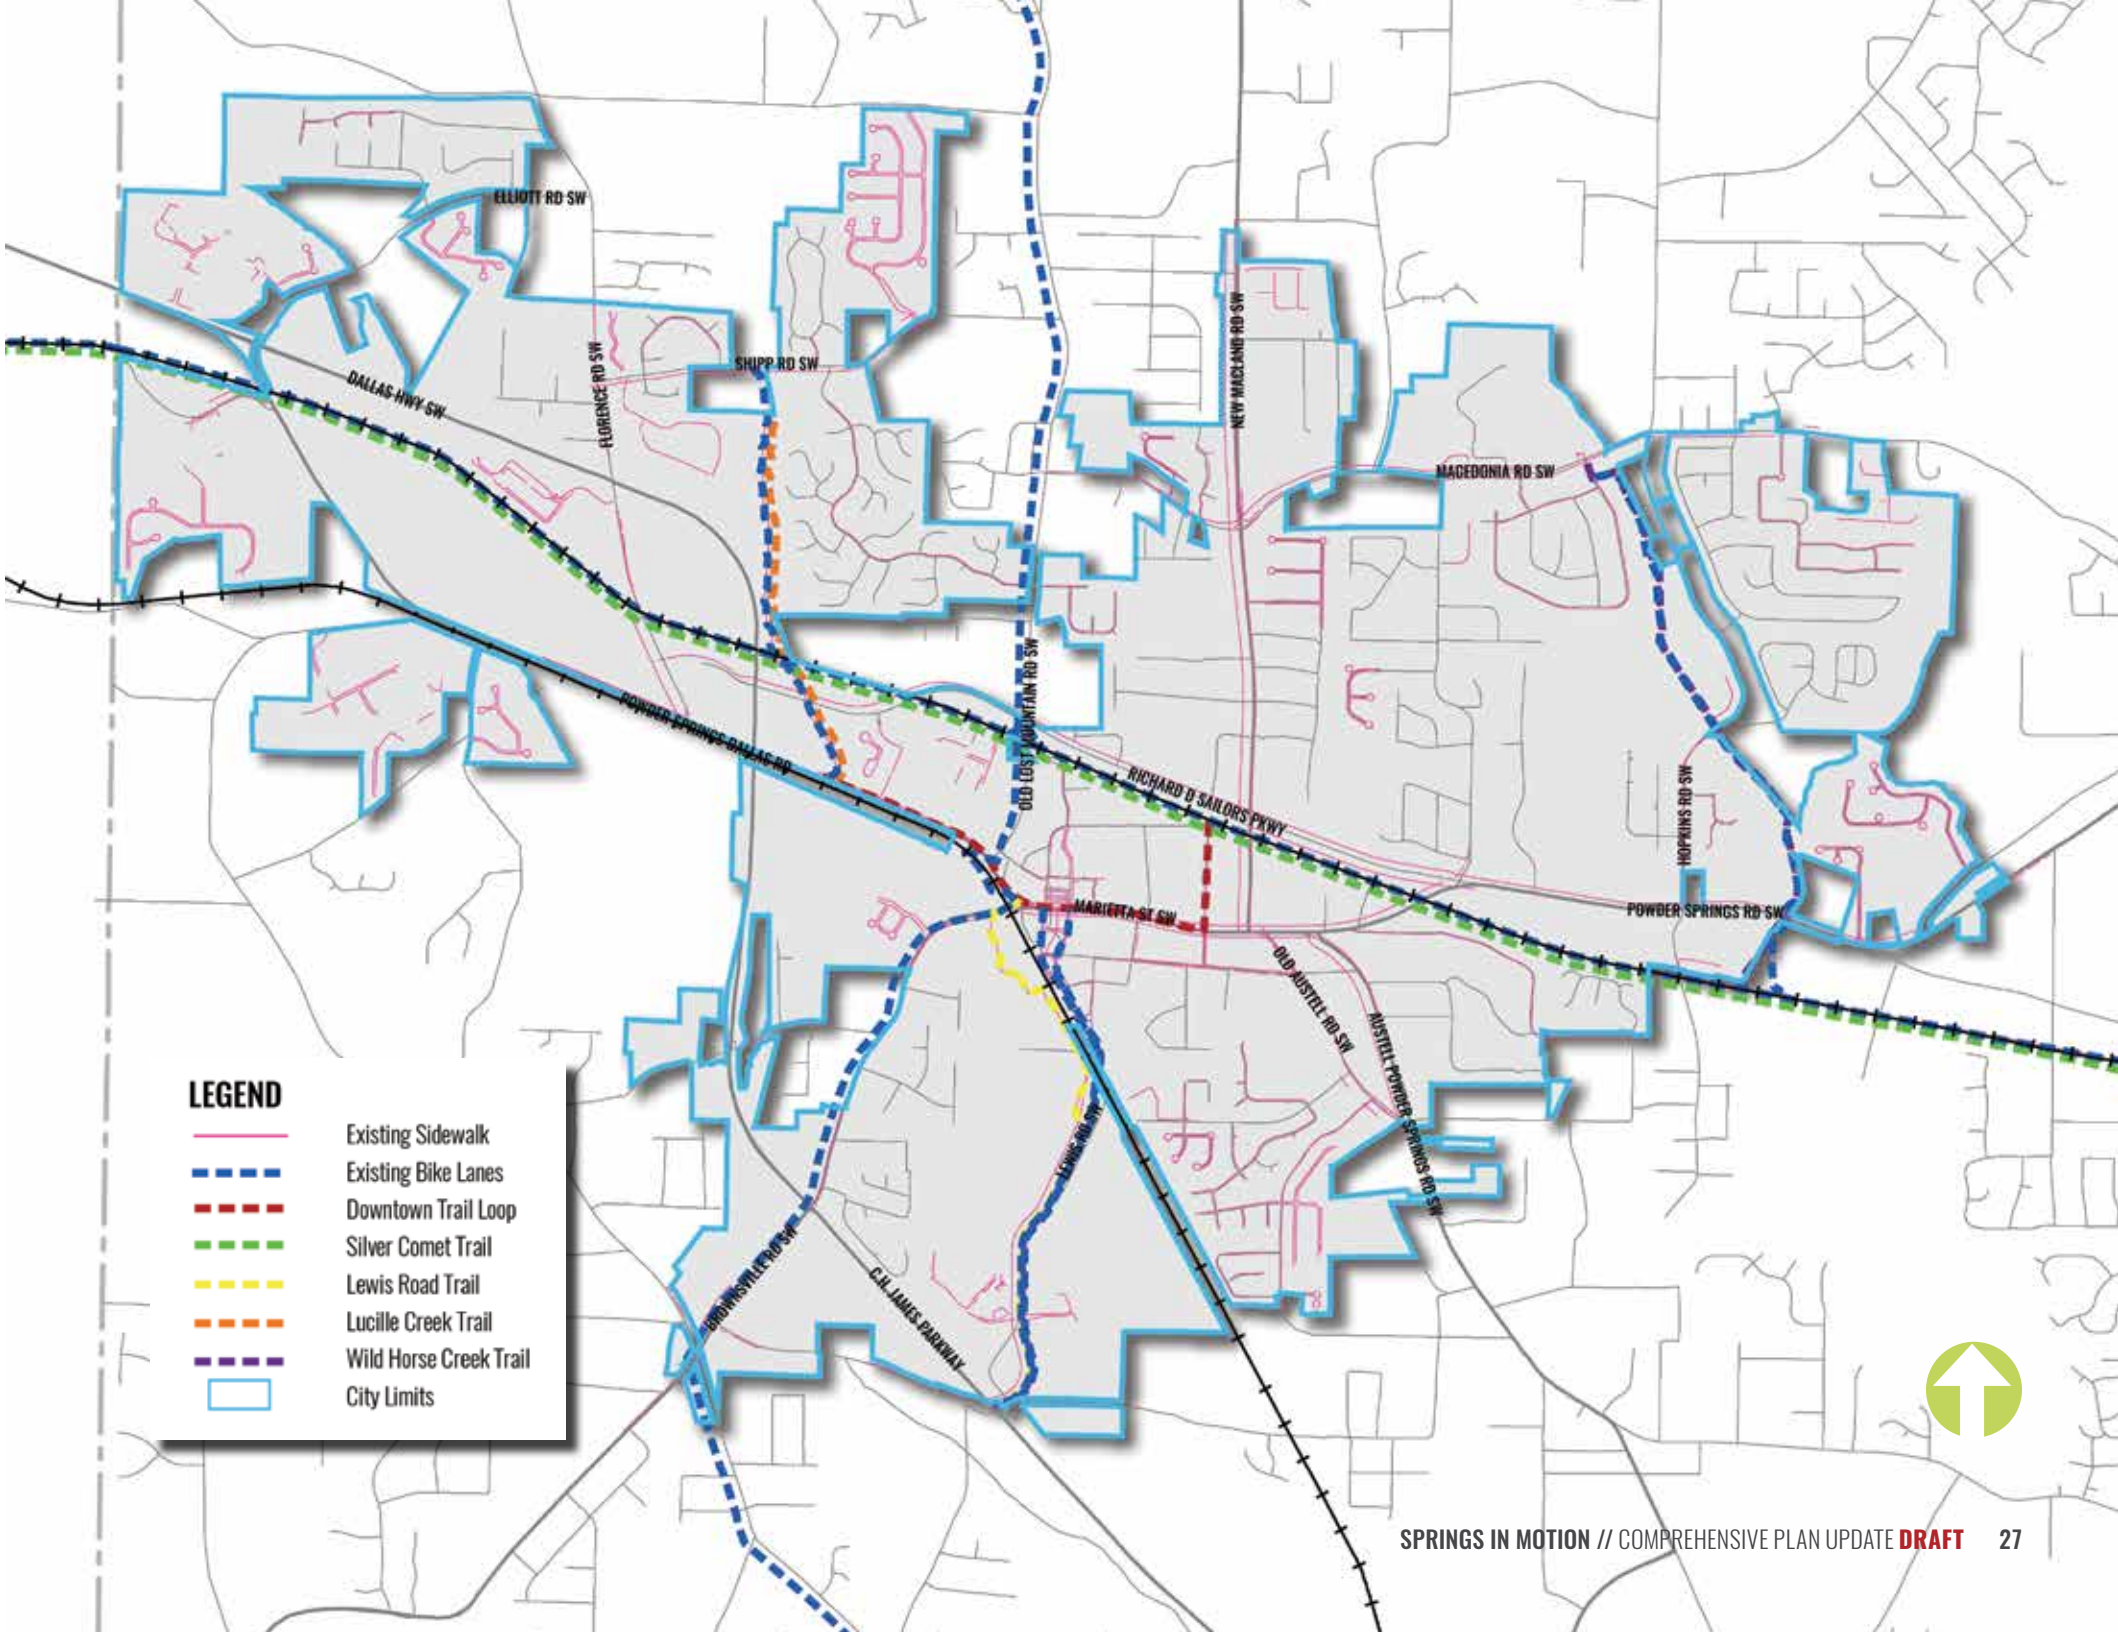 ELLIOTT RD SW
SHIPP RD SW
DALLAS HWY SW
FLORENCE RD SW
NEW MACLAND RD SW
MACEDONIA RD SW
OLD LOST MOUNTAIN RD SW
POWDER SPRINGS DALLAS RD
RICHARD D SAILORS PKWY
HOPKINS RD SW
MARIETTA ST SW
POWDER SPRINGS RD SW
OLD AUSTELL RD SW
AUSTELL POWDER SPRINGS RD SW
LEWIS RD SW
BROWNSVILLE RD SW
C.H. JAMES PARKWAY
LEGEND
Existing Sidewalk
Existing Bike Lanes
Downtown Trail Loop
Silver Comet Trail
Lewis Road Trail
Lucille Creek Trail
Wild Horse Creek Trail
City Limits
SPRINGS IN MOTION // COMPREHENSIVE PLAN UPDATE DRAFT 27